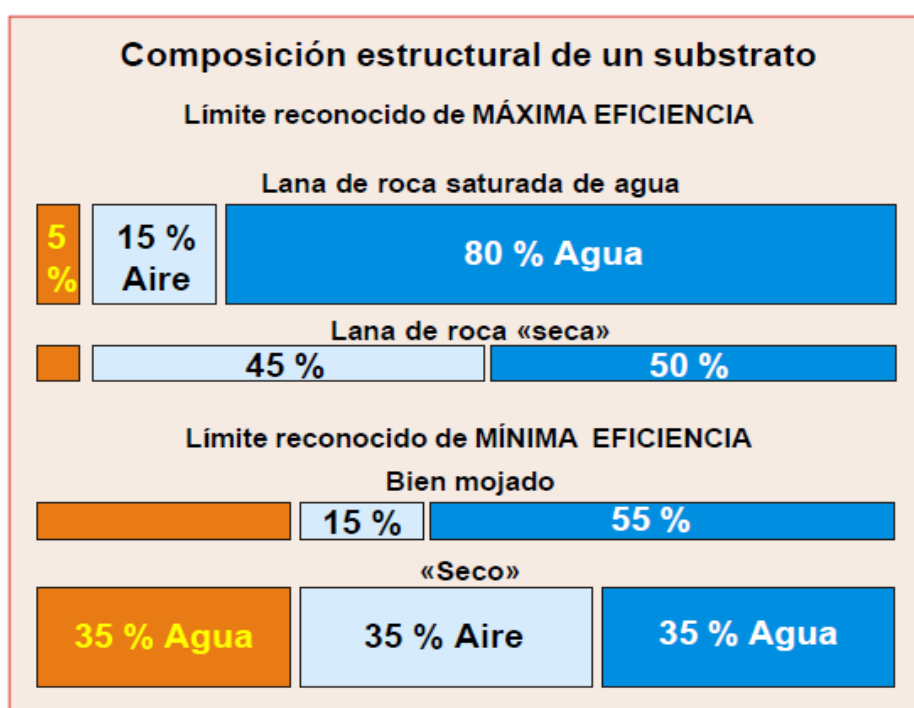 Composición estructural de un substrato
Límite reconocido de MÁXIMA EFICIENCIA
Lana de roca saturada de agua
5
%
15 %
Aire
80 % Agua
Lana de roca «seca»
45 %
50 %
Límite reconocido de MÍNIMA EFICIENCIA
Bien mojado
15 %
55 %
«Seco»
35 % Agua
35 % Aire
35 % Agua